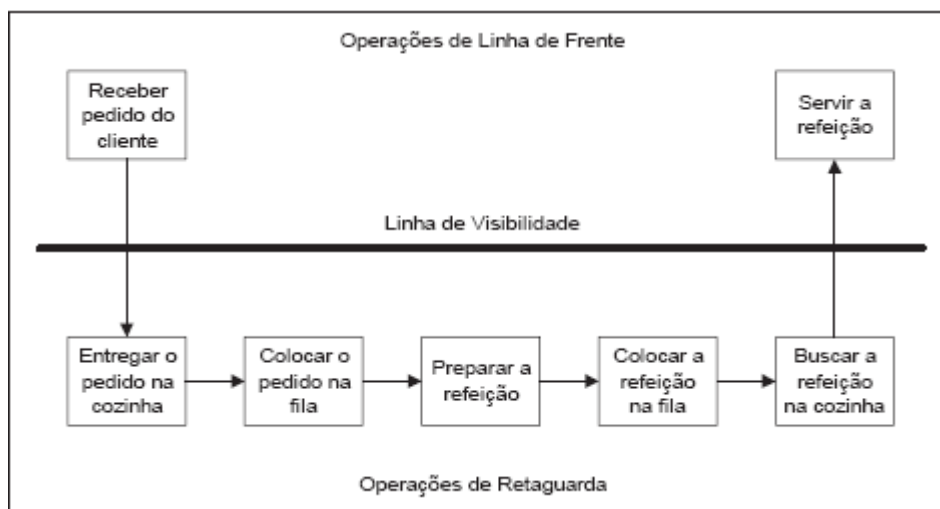 Operações de Linha de Frente
Receber
pedido do
cliente
Servir a
refeição
Linha de Visibilidade
Entregar o
pedido na
cozinha
Colocar o
pedido na
fila
Preparar a
refeição
Colocar a
refeição
na fila
Buscar a
refeição
na cozinha
Operações de Retaguarda